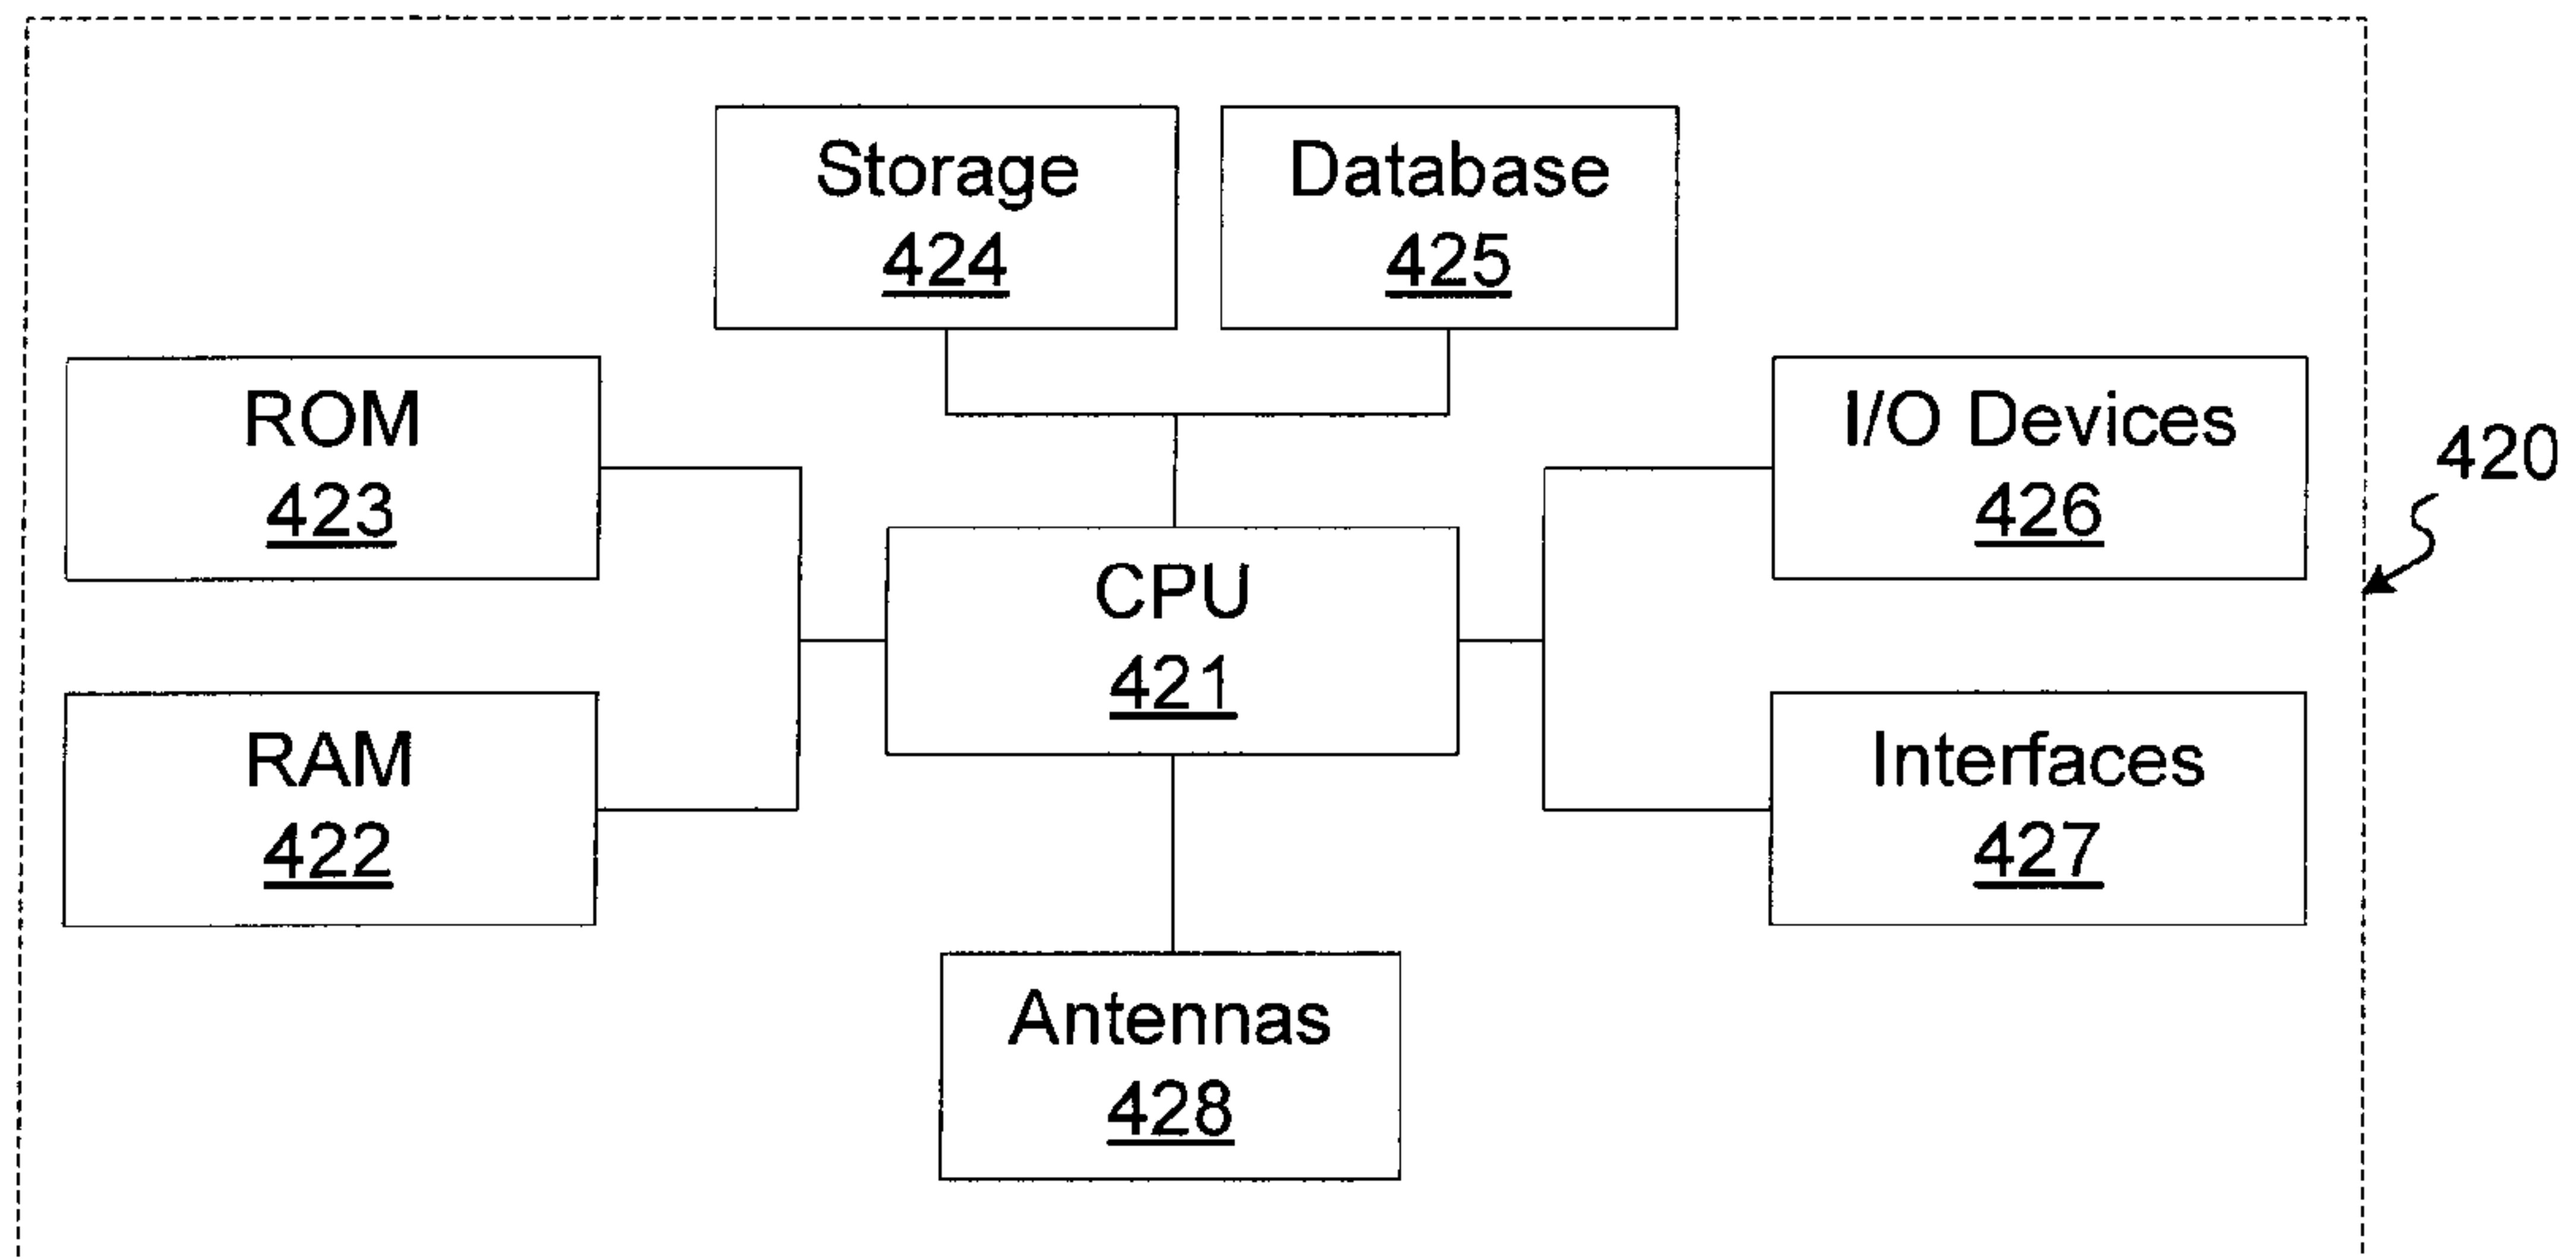 Storage
424
Database
425
ROM
423
I/O Devices
426
420
CPU
421
RAM
422
Interfaces
427
Antennas
428